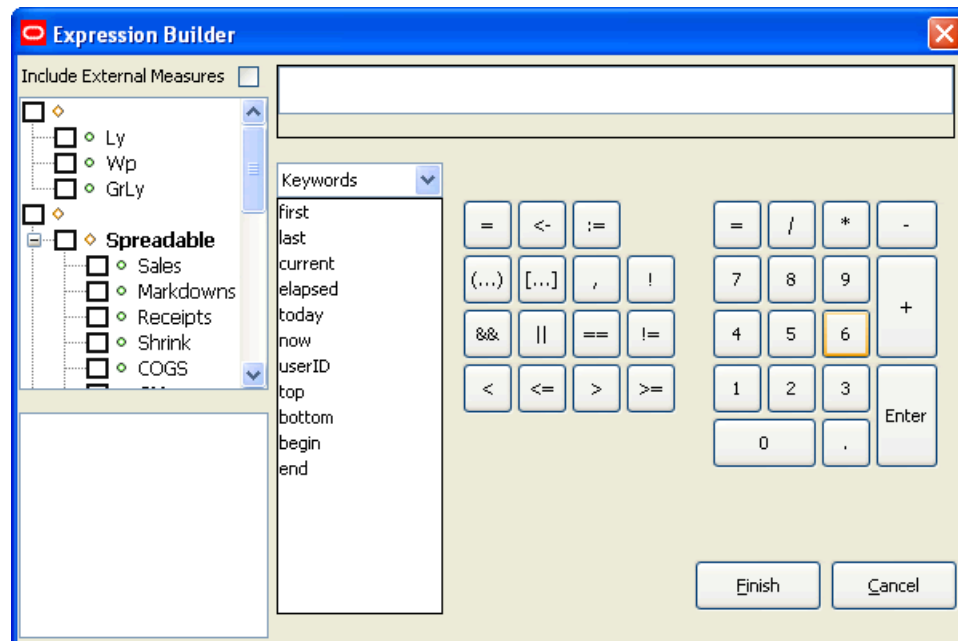 Expression Builder
Include External Measures
Ly
Wp
GrLy
Spreadable
Sales
Markdowns
Receipts
Shrink
COGS
Keywords
first
last
current
elapsed
today
now
userID
top
bottom
begin
end
= <- :=
(...) [...] , !
&& || == !=
< <= > >=
= / * -
7 8 9 +
4 5 6
1 2 3 Enter
0 .
Finish Cancel